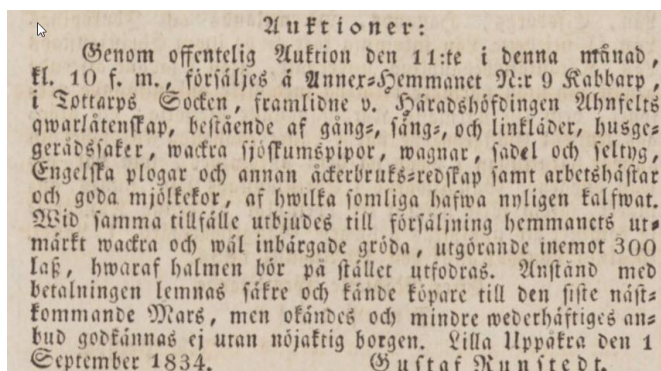 Auktioner:
Genom offentelig Auktion den 11:te i denna månad,
kl. 10 f. m., försäljes å Annex=Hemmanet N:r 9 Kabbarp,
i Tottarps Socken, framlidne v. Häradshöfdingen Ahnfelts
qwarlåtenskap, bestående af gång=, säng=, och linkläder, husge=
gerådssaker, wackra sjöskumspipor, wagnar, sadel och seltyg,
Engelska plogar och annan åckerbruks=redskap samt arbetshästar
och goda mjölkekor, af hwilka somliga hafwa nyligen kalfwat.
Wid samma tillfälle utbjudes till försäljning hemmanets ut=
märkt wackra och wäl inbärgade gröda, utgörande inemot 300
laß, hwaraf halmen bör på stället utfodras. Anstånd med
betalningen lemnas säkre och kände köpare till den siste näst=
kommande Mars, men okändes och mindre wederhäftiges an=
bud godkännas ej utan nöjaktig borgen. Lilla Uppåkra den 1
September 1834. Gustaf Runstedt.